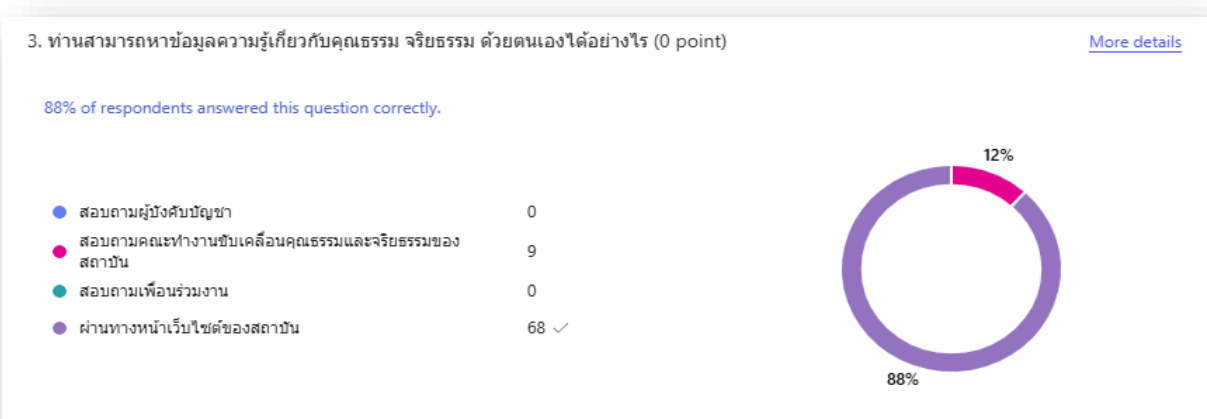 3. ท่านสามารถหาข้อมูลความรู้เกี่ยวกับคุณธรรม จริยธรรม ด้วยตนเองได้อย่างไร (0 point)
More details
88% of respondents answered this question correctly.
12%
สอบถามผู้บังคับบัญชา 0
สอบถามคณะทำงานขับเคลื่อนคุณธรรมและจริยธรรมของ
สถาบัน 9
สอบถามเพื่อนร่วมงาน 0
ผ่านทางหน้าเว็บไซต์ของสถาบัน 68
88%